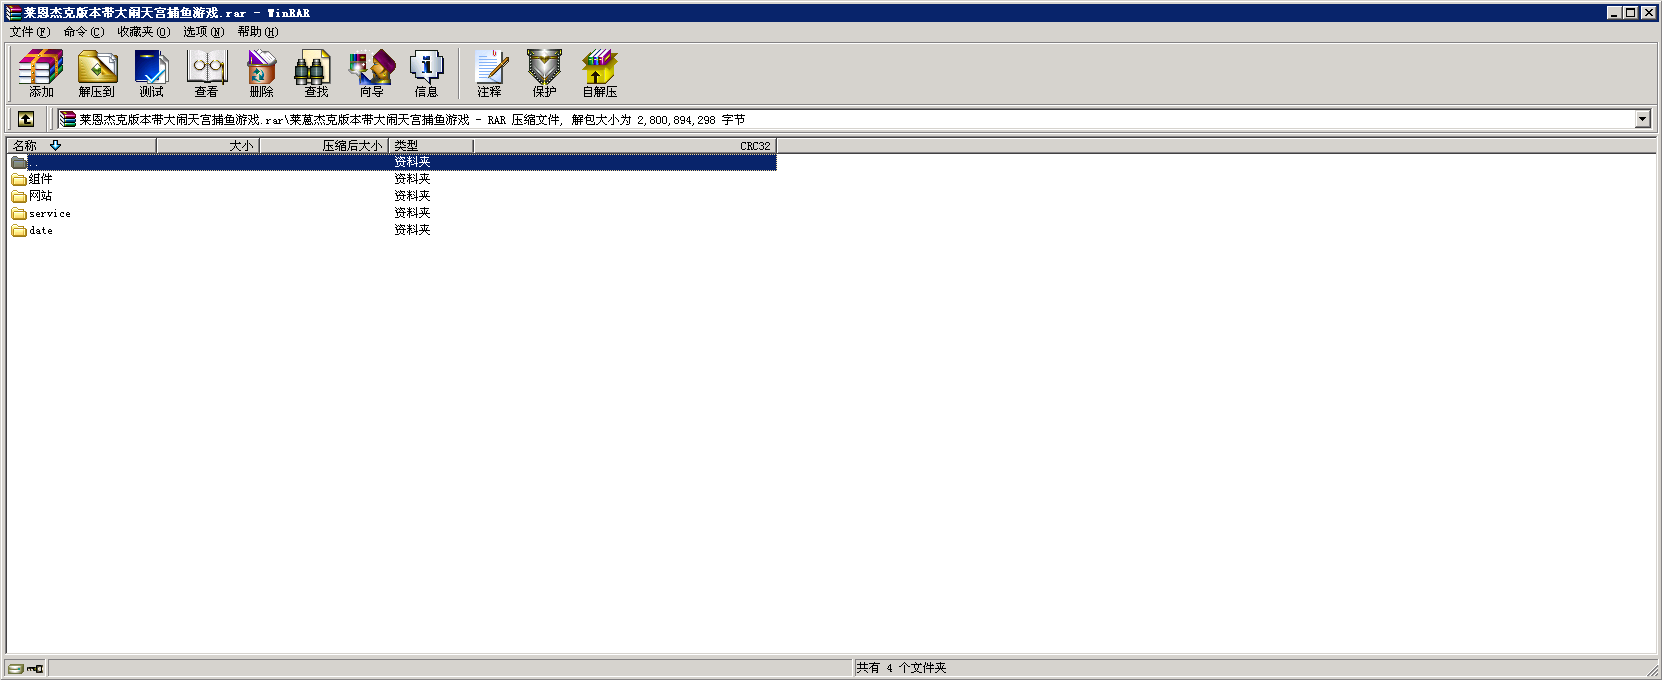 莱恩杰克版本带大闹天宫捕鱼游戏.rar - WinRAR
文件(F) 命令(C) 收藏夹(O) 选项(N) 帮助(H)
添加 解压到 测试 查看 删除 查找 向导 信息 注释 保护 自解压
莱恩杰克版本带大闹天宫捕鱼游戏.rar\莱蒽杰克版本带大闹天宫捕鱼游戏 - RAR 压缩文件, 解包大小为 2,800,894,298 字节
名称 大小 压缩后大小 类型 CRC32
.. 资料夹
组件 资料夹
网站 资料夹
service 资料夹
date 资料夹
共有 4 个文件夹